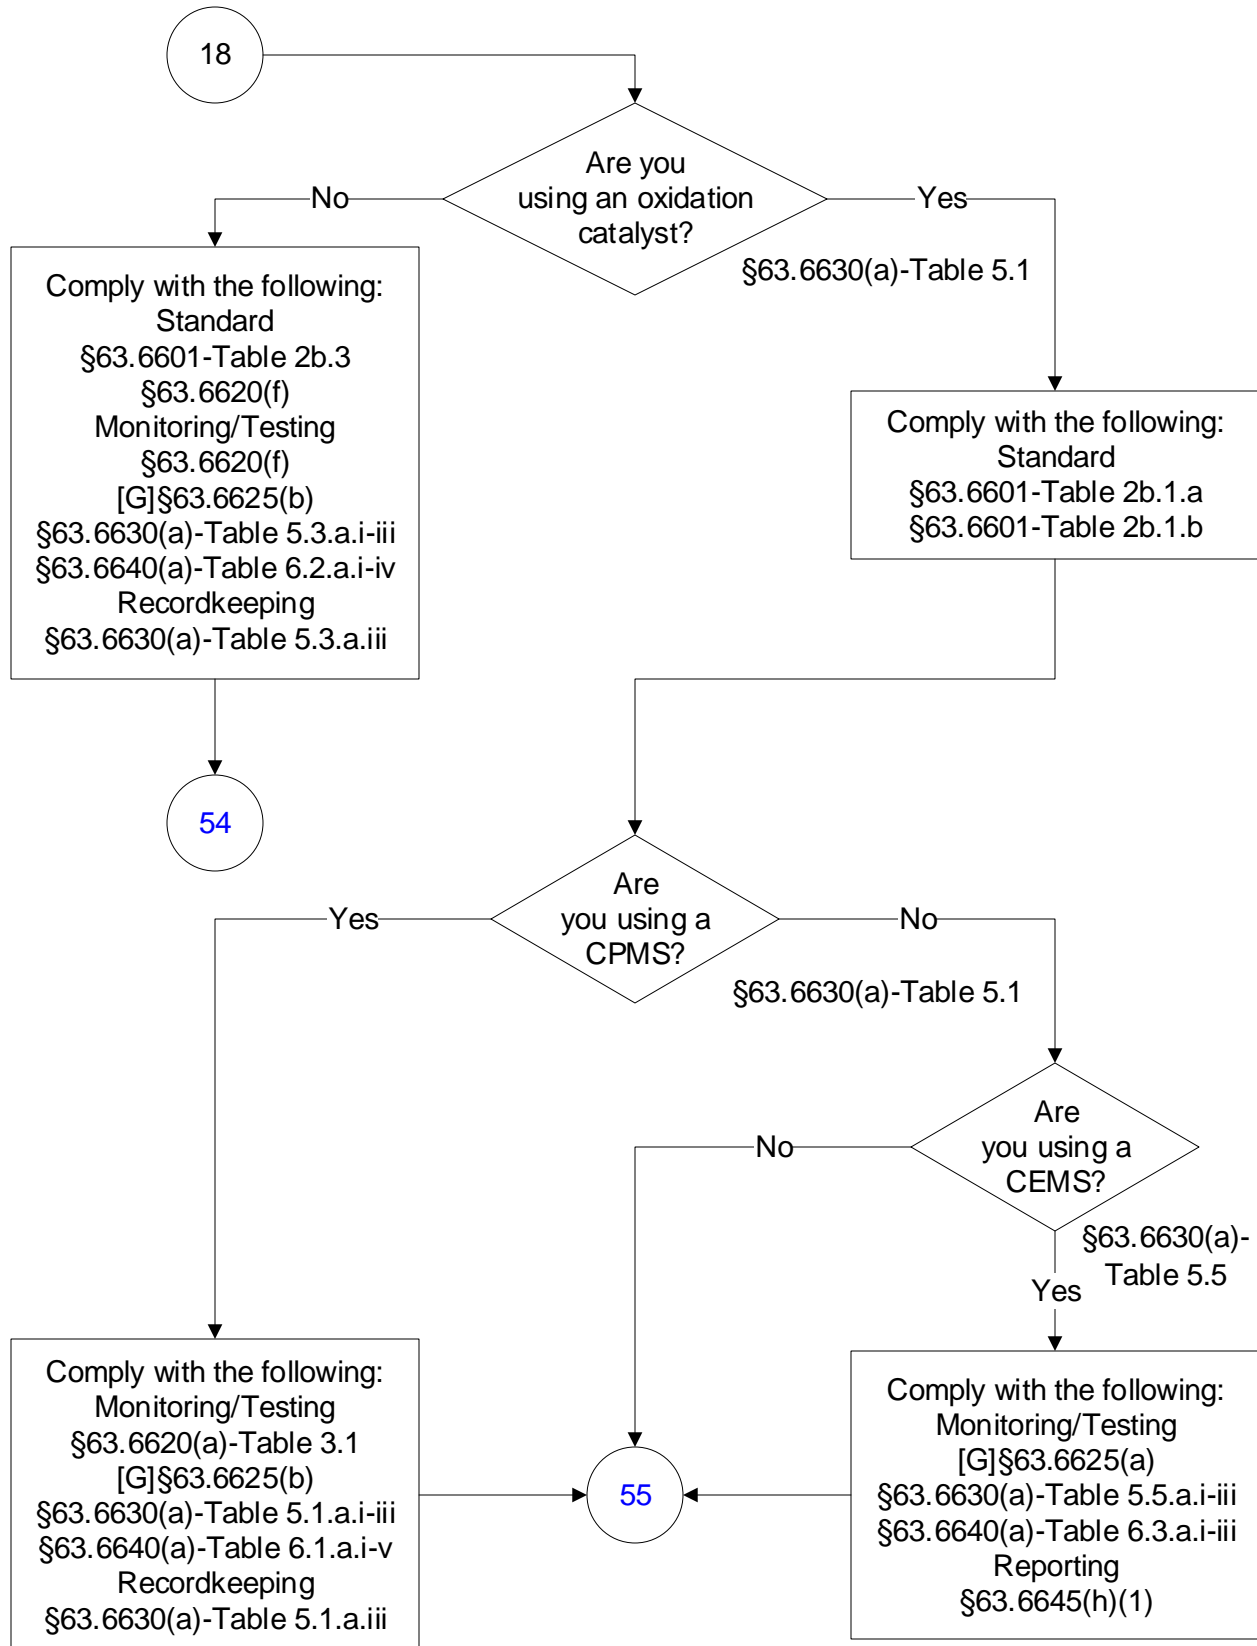 18
Are you
using an oxidation
catalyst?
No
Yes
§63.6630(a)-Table 5.1
Comply with the following:
Standard
§63.6601-Table 2b.3
§63.6620(f)
Monitoring/Testing
§63.6620(f)
[G]§63.6625(b)
§63.6630(a)-Table 5.3.a.i-iii
§63.6640(a)-Table 6.2.a.i-iv
Recordkeeping
§63.6630(a)-Table 5.3.a.iii
Comply with the following:
Standard
§63.6601-Table 2b.1.a
§63.6601-Table 2b.1.b
54
Are
you using a
CPMS?
Yes
No
§63.6630(a)-Table 5.1
Are
you using a
CEMS?
No
§63.6630(a)-
Table 5.5
Yes
Comply with the following:
Monitoring/Testing
§63.6620(a)-Table 3.1
[G]§63.6625(b)
§63.6630(a)-Table 5.1.a.i-iii
§63.6640(a)-Table 6.1.a.i-v
Recordkeeping
§63.6630(a)-Table 5.1.a.iii
55
Comply with the following:
Monitoring/Testing
[G]§63.6625(a)
§63.6630(a)-Table 5.5.a.i-iii
§63.6640(a)-Table 6.3.a.i-iii
Reporting
§63.6645(h)(1)